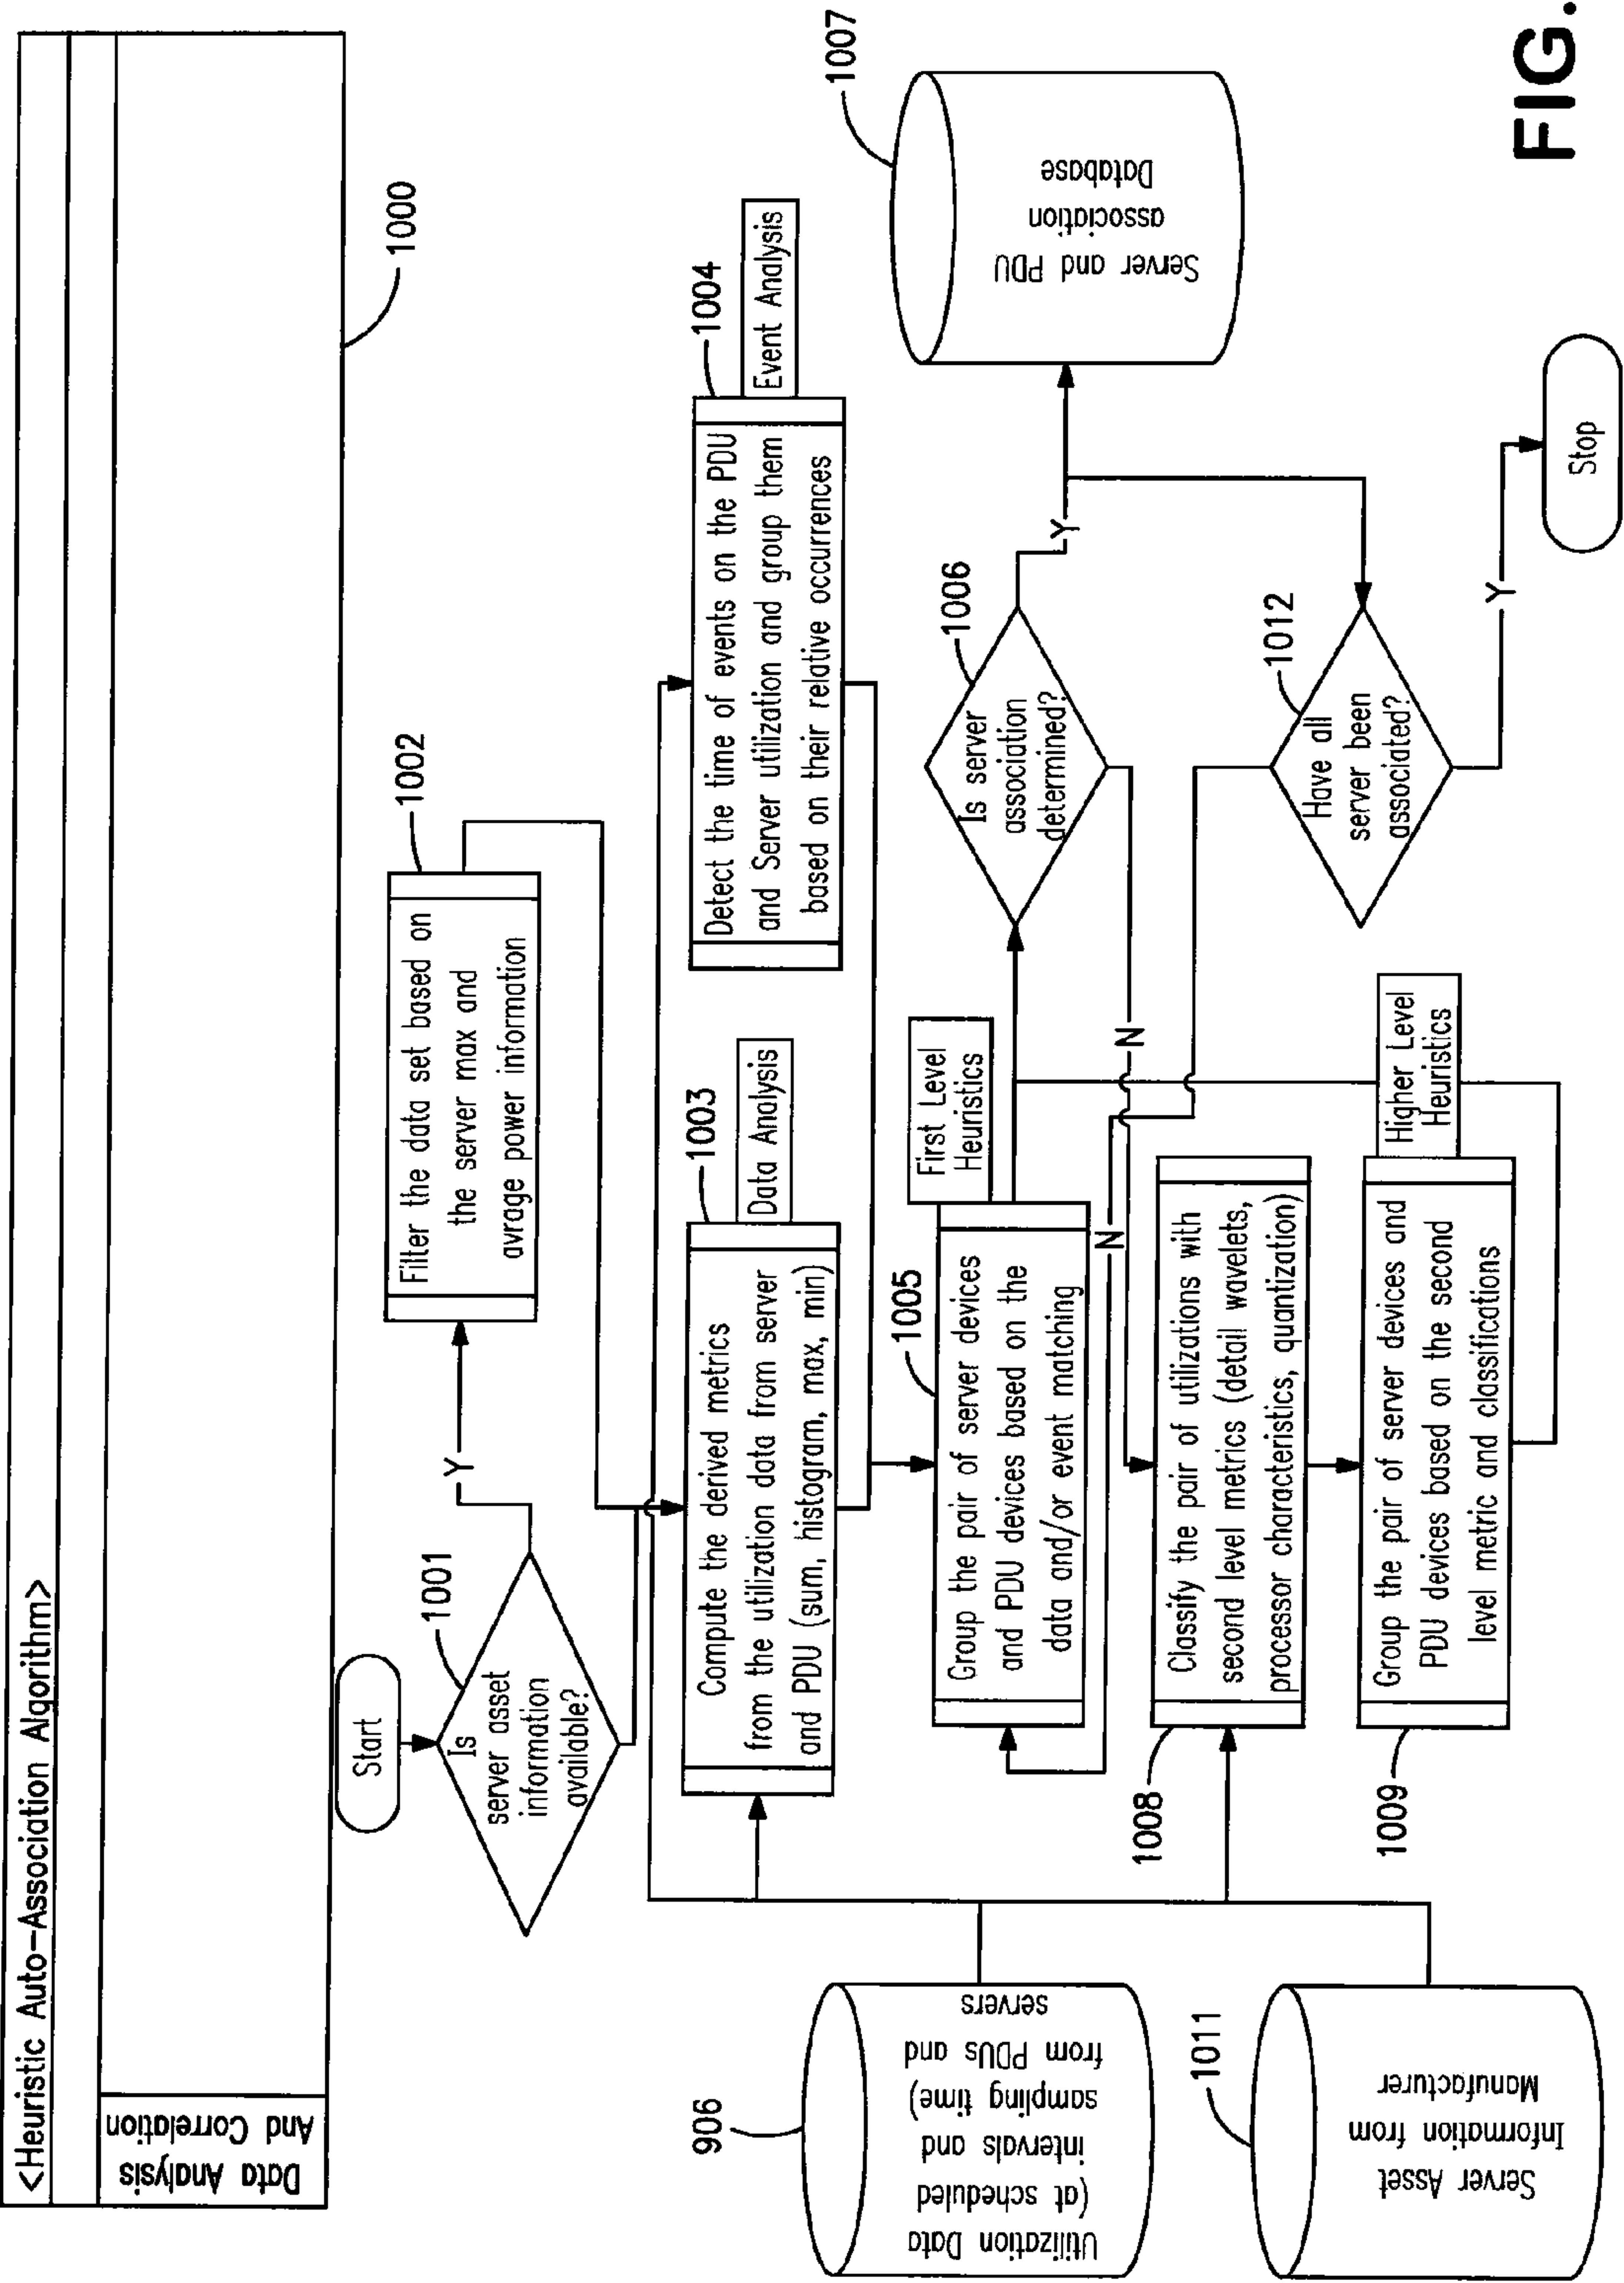 <Heuristic Auto-Association Algorithm>
Data Analysis
And Correlation
1000
Start
1001
Is
server asset
information
available?
Y
1002
Filter the data set based on
the server max and
avrage power information
1003
Compute the derived metrics
from the utilization data from server
and PDU (sum, histogram, max, min)
Data Analysis
1004
Detect the time of events on the PDU
and Server utilization and group them
based on their relative occurrences
Event Analysis
906
Utilization Data
(at scheduled
intervals and
sampling time)
from PDUs and
servers
1005
Group the pair of server devices
and PDU devices based on the
data and/or event matching
First Level
Heuristics
N
N
1006
Is server
association
determined?
Y
1007
Server and PDU
association
Database
1008
Classify the pair of utilizations with
second level metrics (detail wavelets,
processor characteristics, quantization)
1011
Server Asset
Information from
Manufacturer
1009
Group the pair of server devices and
PDU devices based on the second
level metric and classifications
Higher Level
Heuristics
1012
Have all
server been
associated?
Y
Stop
FIG.